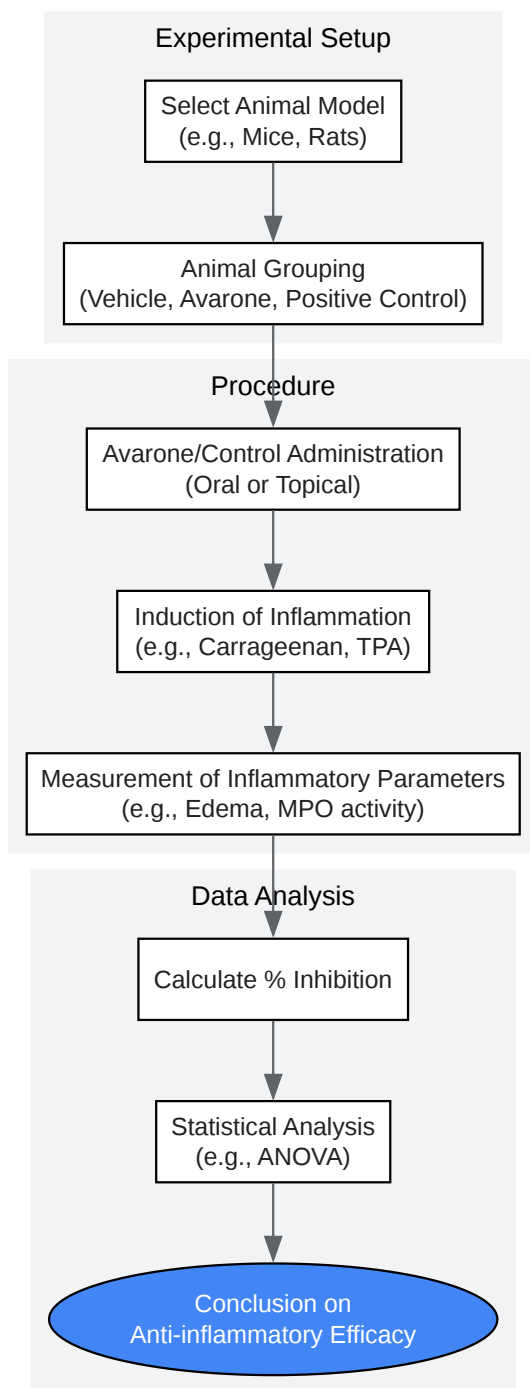 Experimental Setup
Select Animal Model
(e.g., Mice, Rats)
Animal Grouping
(Vehicle, Avarone, Positive Control)
Procedure
Avarone/Control Administration
(Oral or Topical)
Induction of Inflammation
(e.g., Carrageenan, TPA)
Measurement of Inflammatory Parameters
(e.g., Edema, MPO activity)
Data Analysis
Calculate % Inhibition
Statistical Analysis
(e.g., ANOVA)
Conclusion on
Anti-inflammatory Efficacy